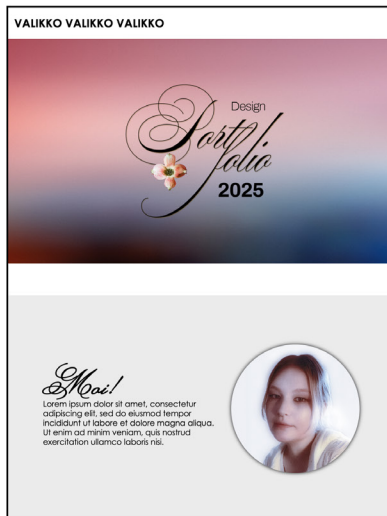 VALIKKO VALIKKO VALIKKO
Design
Portfolio
2025
Moi!
Lorem ipsum dolor sit amet, consectetur
adipiscing elit, sed do eiusmod tempor
incididunt ut labore et dolore magna aliqua.
Ut enim ad minim veniam, quis nostrud
exercitation ullamco laboris nisi.